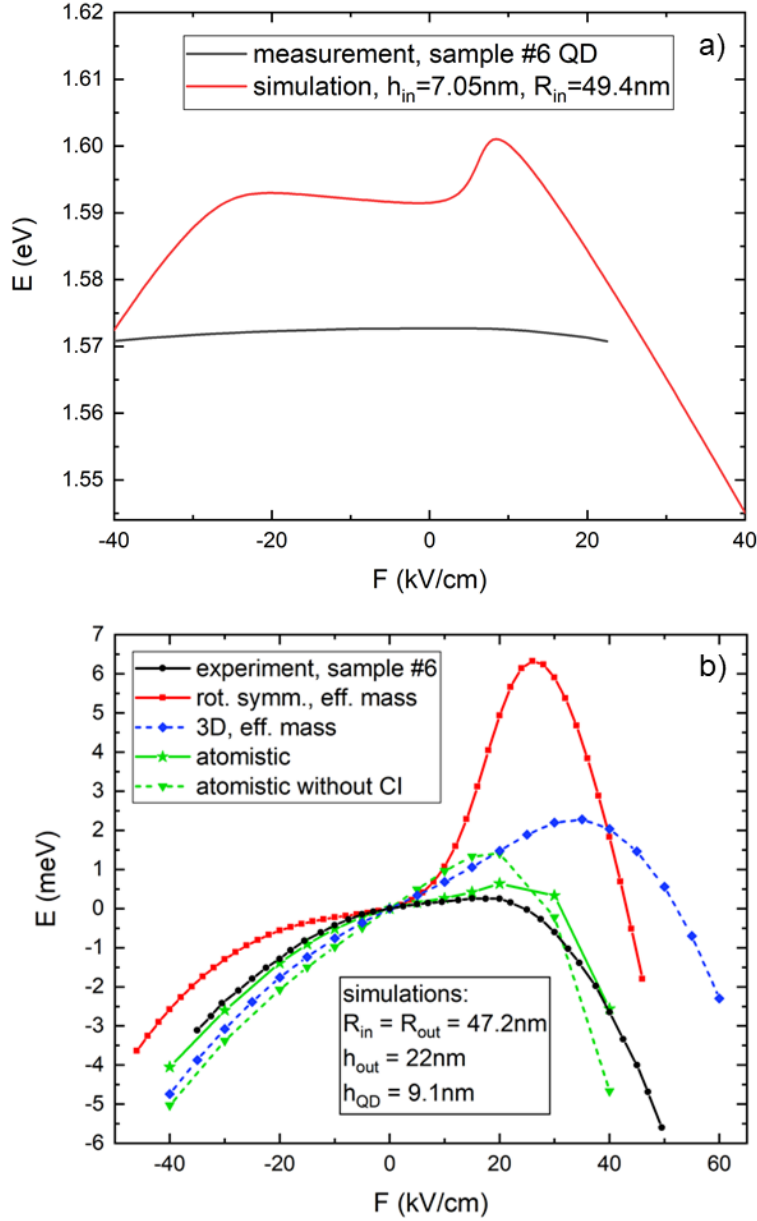 1.62
1.61
1.60
1.59
1.58
1.57
1.56
1.55
E (eV)
a)
measurement, sample #6 QD
simulation, h_in=7.05nm, R_in=49.4nm
-40 -20 0 20 40
F (kV/cm)
7
6
5
4
3
2
1
0
-1
-2
-3
-4
-5
-6
E (meV)
b)
experiment, sample #6
rot. symm., eff. mass
3D, eff. mass
atomistic
atomistic without CI
simulations:
R_in = R_out = 47.2nm
h_out = 22nm
h_QD = 9.1nm
-40 -20 0 20 40 60
F (kV/cm)